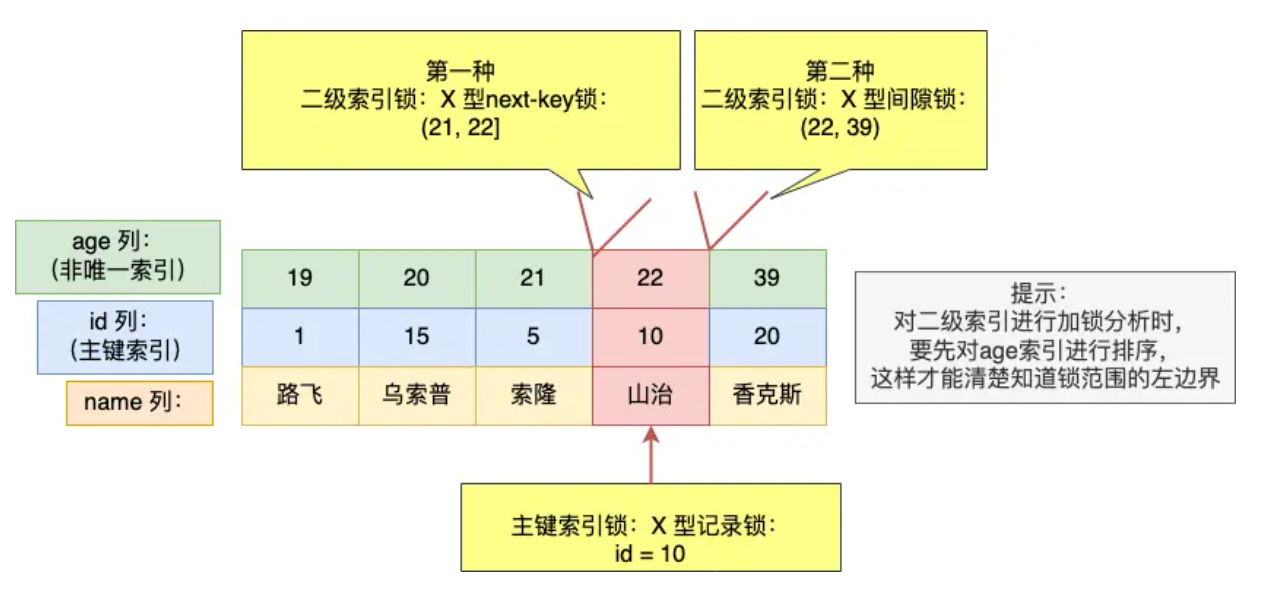 第一种
二级索引锁：X 型next-key锁：
(21, 22]
第二种
二级索引锁：X 型间隙锁：
(22, 39)
age 列：
（非唯一索引）
19
20
21
22
39
id 列：
（主键索引）
1
15
5
10
20
name 列：
路飞
乌索普
索隆
山治
香克斯
提示：
对二级索引进行加锁分析时，
要先对age索引进行排序，
这样才能清楚知道锁范围的左边界
主键索引锁：X 型记录锁：
id = 10